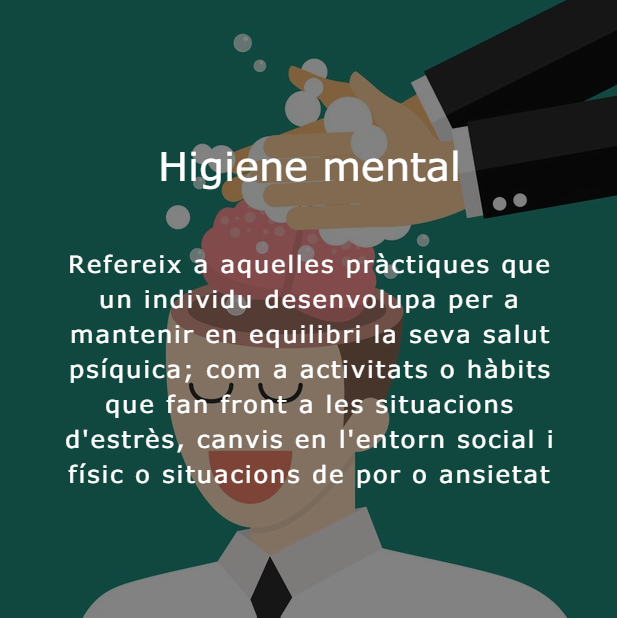 Higiene mental
Refereix a aquelles pràctiques que
un individu desenvolupa per a
mantenir en equilibri la seva salut
psíquica; com a activitats o hàbits
que fan front a les situacions
d'estrès, canvis en l'entorn social i
físic o situacions de por o ansietat